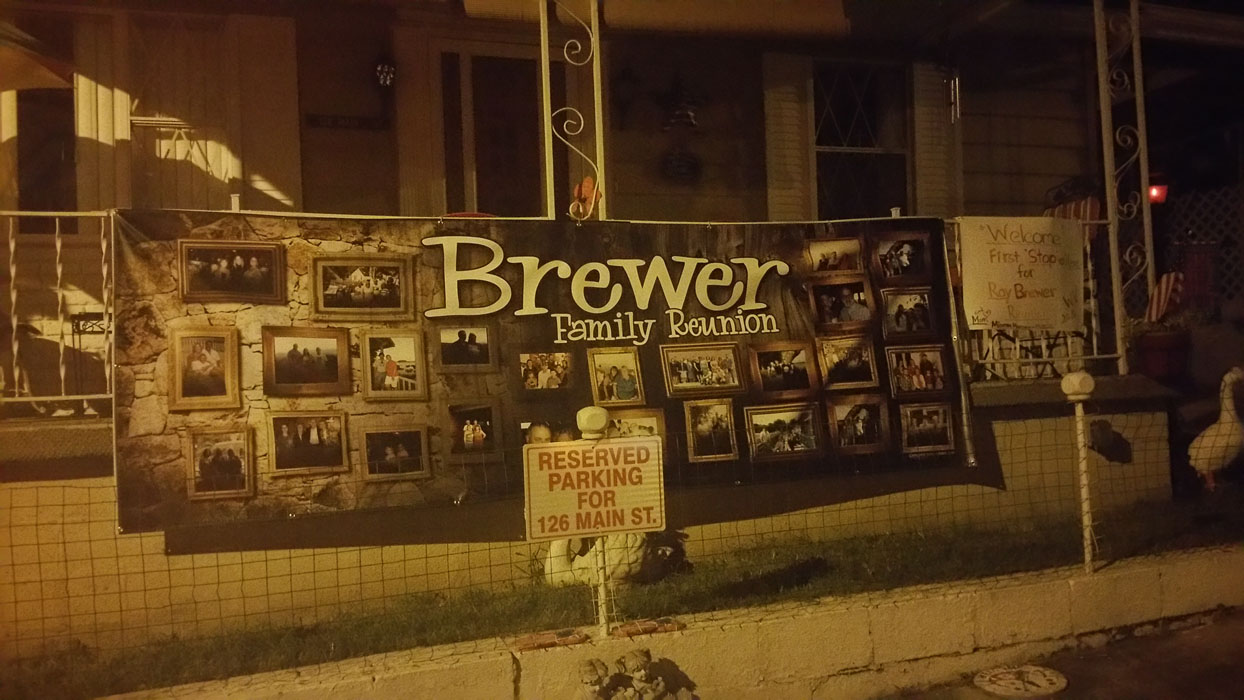 Brewer
Family Reunion
"Welcome"
First Stop
for
Roy Brewer
RESERVED
PARKING
FOR
126 MAIN ST.